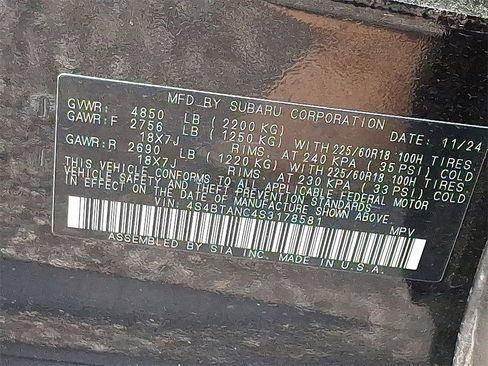 MFD BY SUBARU CORPORATION DATE: 11/24
GVWR: 4850 LB (2200 KG)
GAWR:F 2756 LB (1250 KG) WITH 225/60R18 100H TIRES,
18X7J RIMS, AT 240 KPA (35 PSI) COLD
GAWR:R 2690 LB (1220 KG) WITH 225/60R18 100H TIRES,
18X7J RIMS, AT 230 KPA (33 PSI) COLD
THIS VEHICLE CONFORMS TO ALL APPLICABLE FEDERAL MOTOR
VEHICLE SAFETY AND THEFT PREVENTION STANDARDS
IN EFFECT ON THE DATE OF MANUFACTURE SHOWN ABOVE.
VIN: 4S4BTANC4S3178581 MPV
ASSEMBLED BY SIA INC. MADE IN U.S.A.